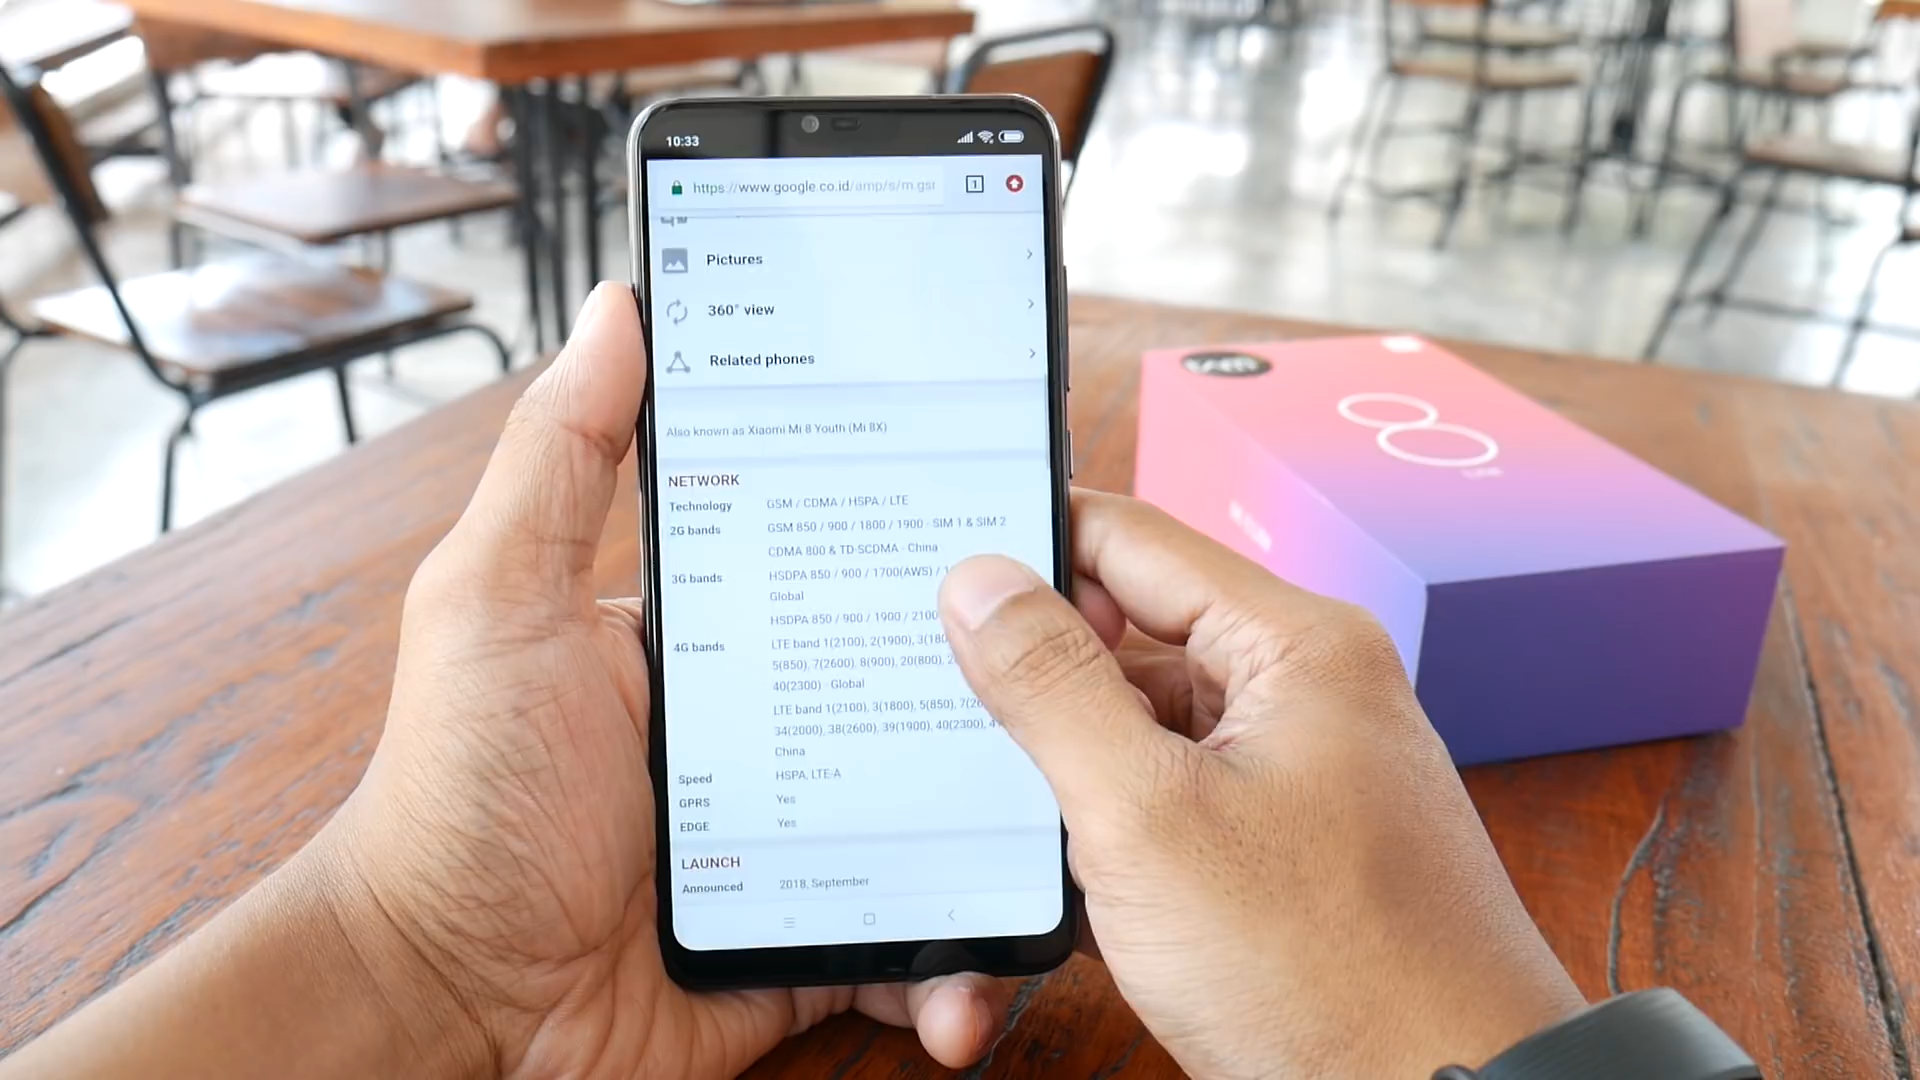 10:33
https://www.google.co.id/amp/s/m.gsr
1
Pictures
360° view
Related phones
Also known as Xiaomi Mi 8 Youth (Mi 8X)
NETWORK
Technology GSM / CDMA / HSPA / LTE
2G bands GSM 850 / 900 / 1800 / 1900 - SIM 1 & SIM 2
CDMA 800 & TD-SCDMA - China
3G bands HSDPA 850 / 900 / 1700(AWS) /
Global
HSDPA 850 / 900 / 1900 / 2100
4G bands LTE band 1(2100), 2(1900), 3(180
5(850), 7(2600), 8(900), 20(800),
40(2300) - Global
LTE band 1(2100), 3(1800), 5(850), 7(26
34(2000), 38(2600), 39(1900), 40(2300), 4
China
Speed HSPA, LTE-A
GPRS Yes
EDGE Yes
LAUNCH
Announced 2018, September
8